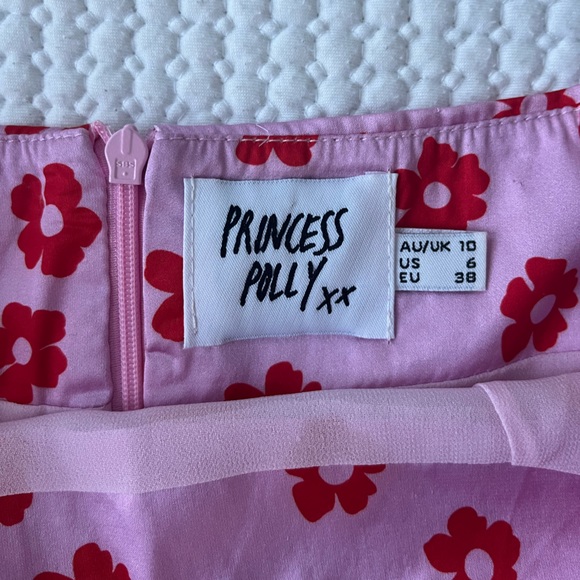 PRINCESS
POLLY xx
AU/UK 10
US 6
EU 38